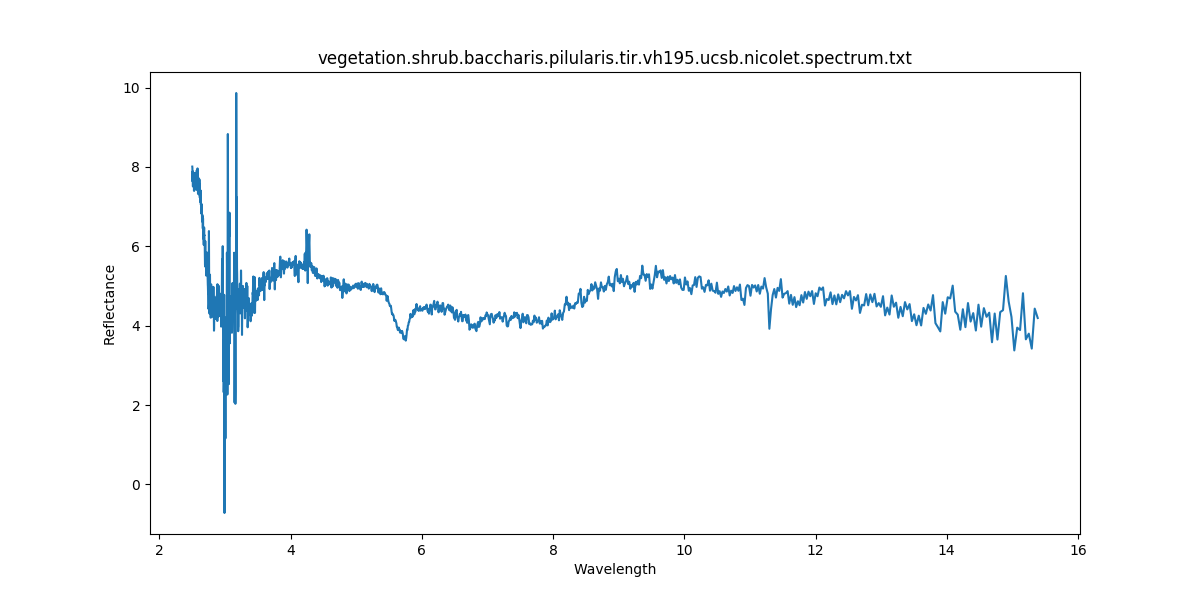 vegetation.shrub.baccharis.pilularis.tir.vh195.ucsb.nicolet.spectrum.txt
10
8
6
4
2
0
Reflectance
2 4 6 8 10 12 14 16
Wavelength